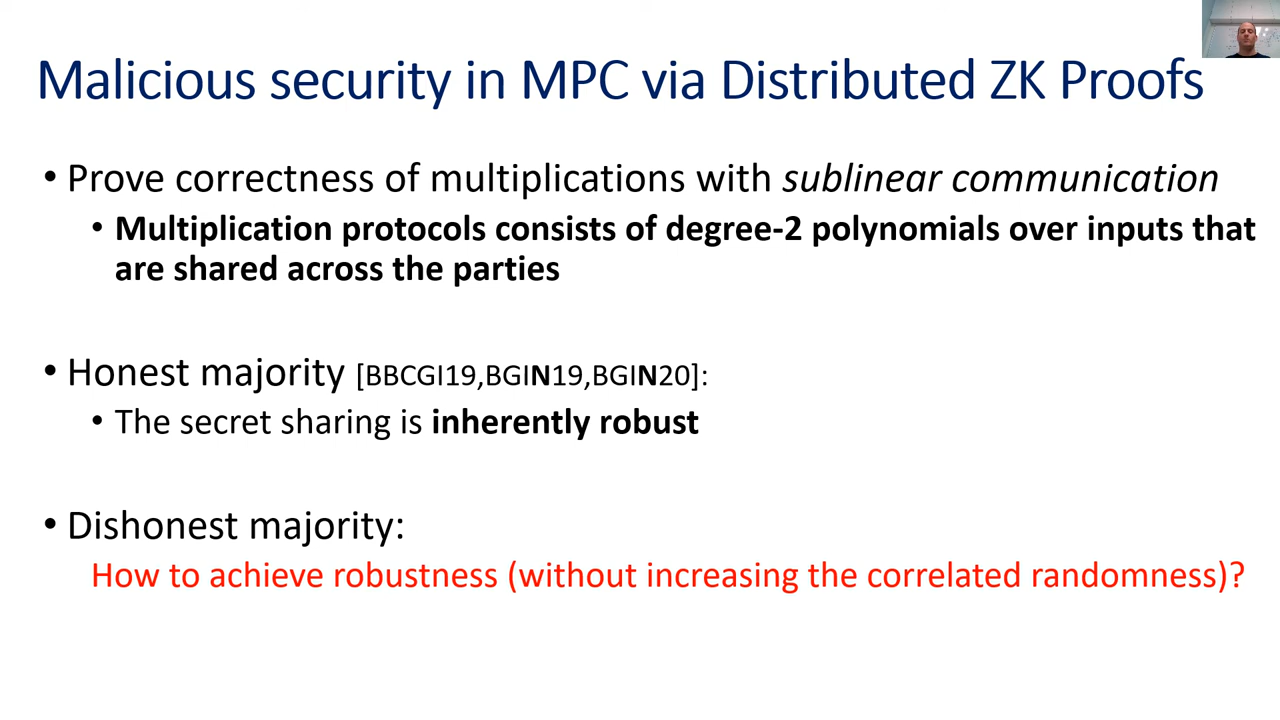 Malicious security in MPC via Distributed ZK Proofs
• Prove correctness of multiplications with sublinear communication
• Multiplication protocols consists of degree-2 polynomials over inputs that
are shared across the parties
• Honest majority [BBCGI19,BGIN19,BGIN20]:
• The secret sharing is inherently robust
• Dishonest majority:
How to achieve robustness (without increasing the correlated randomness)?